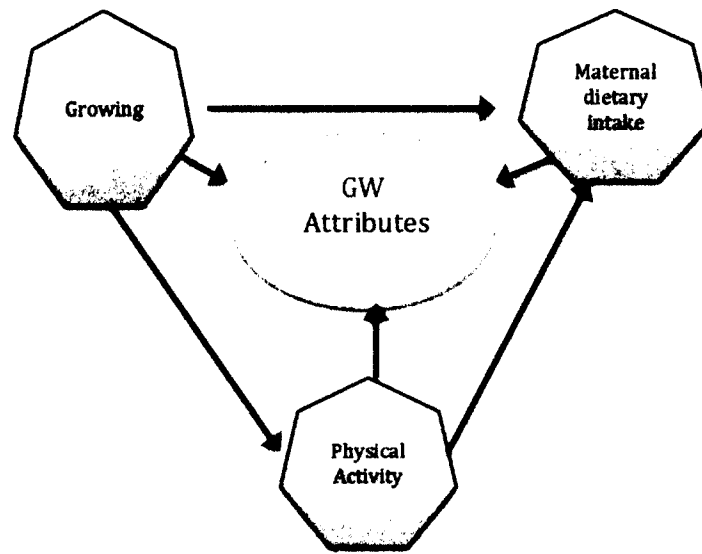 Growing
Maternal
dietary
intake
GW
Attributes
Physical
Activity